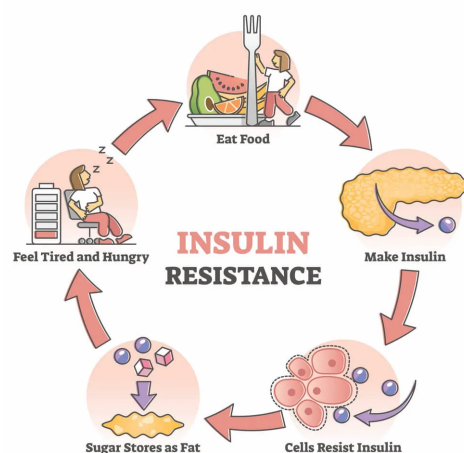 z
z
z
Eat Food
Feel Tired and Hungry
INSULIN
RESISTANCE
Make Insulin
Sugar Stores as Fat
Cells Resist Insulin